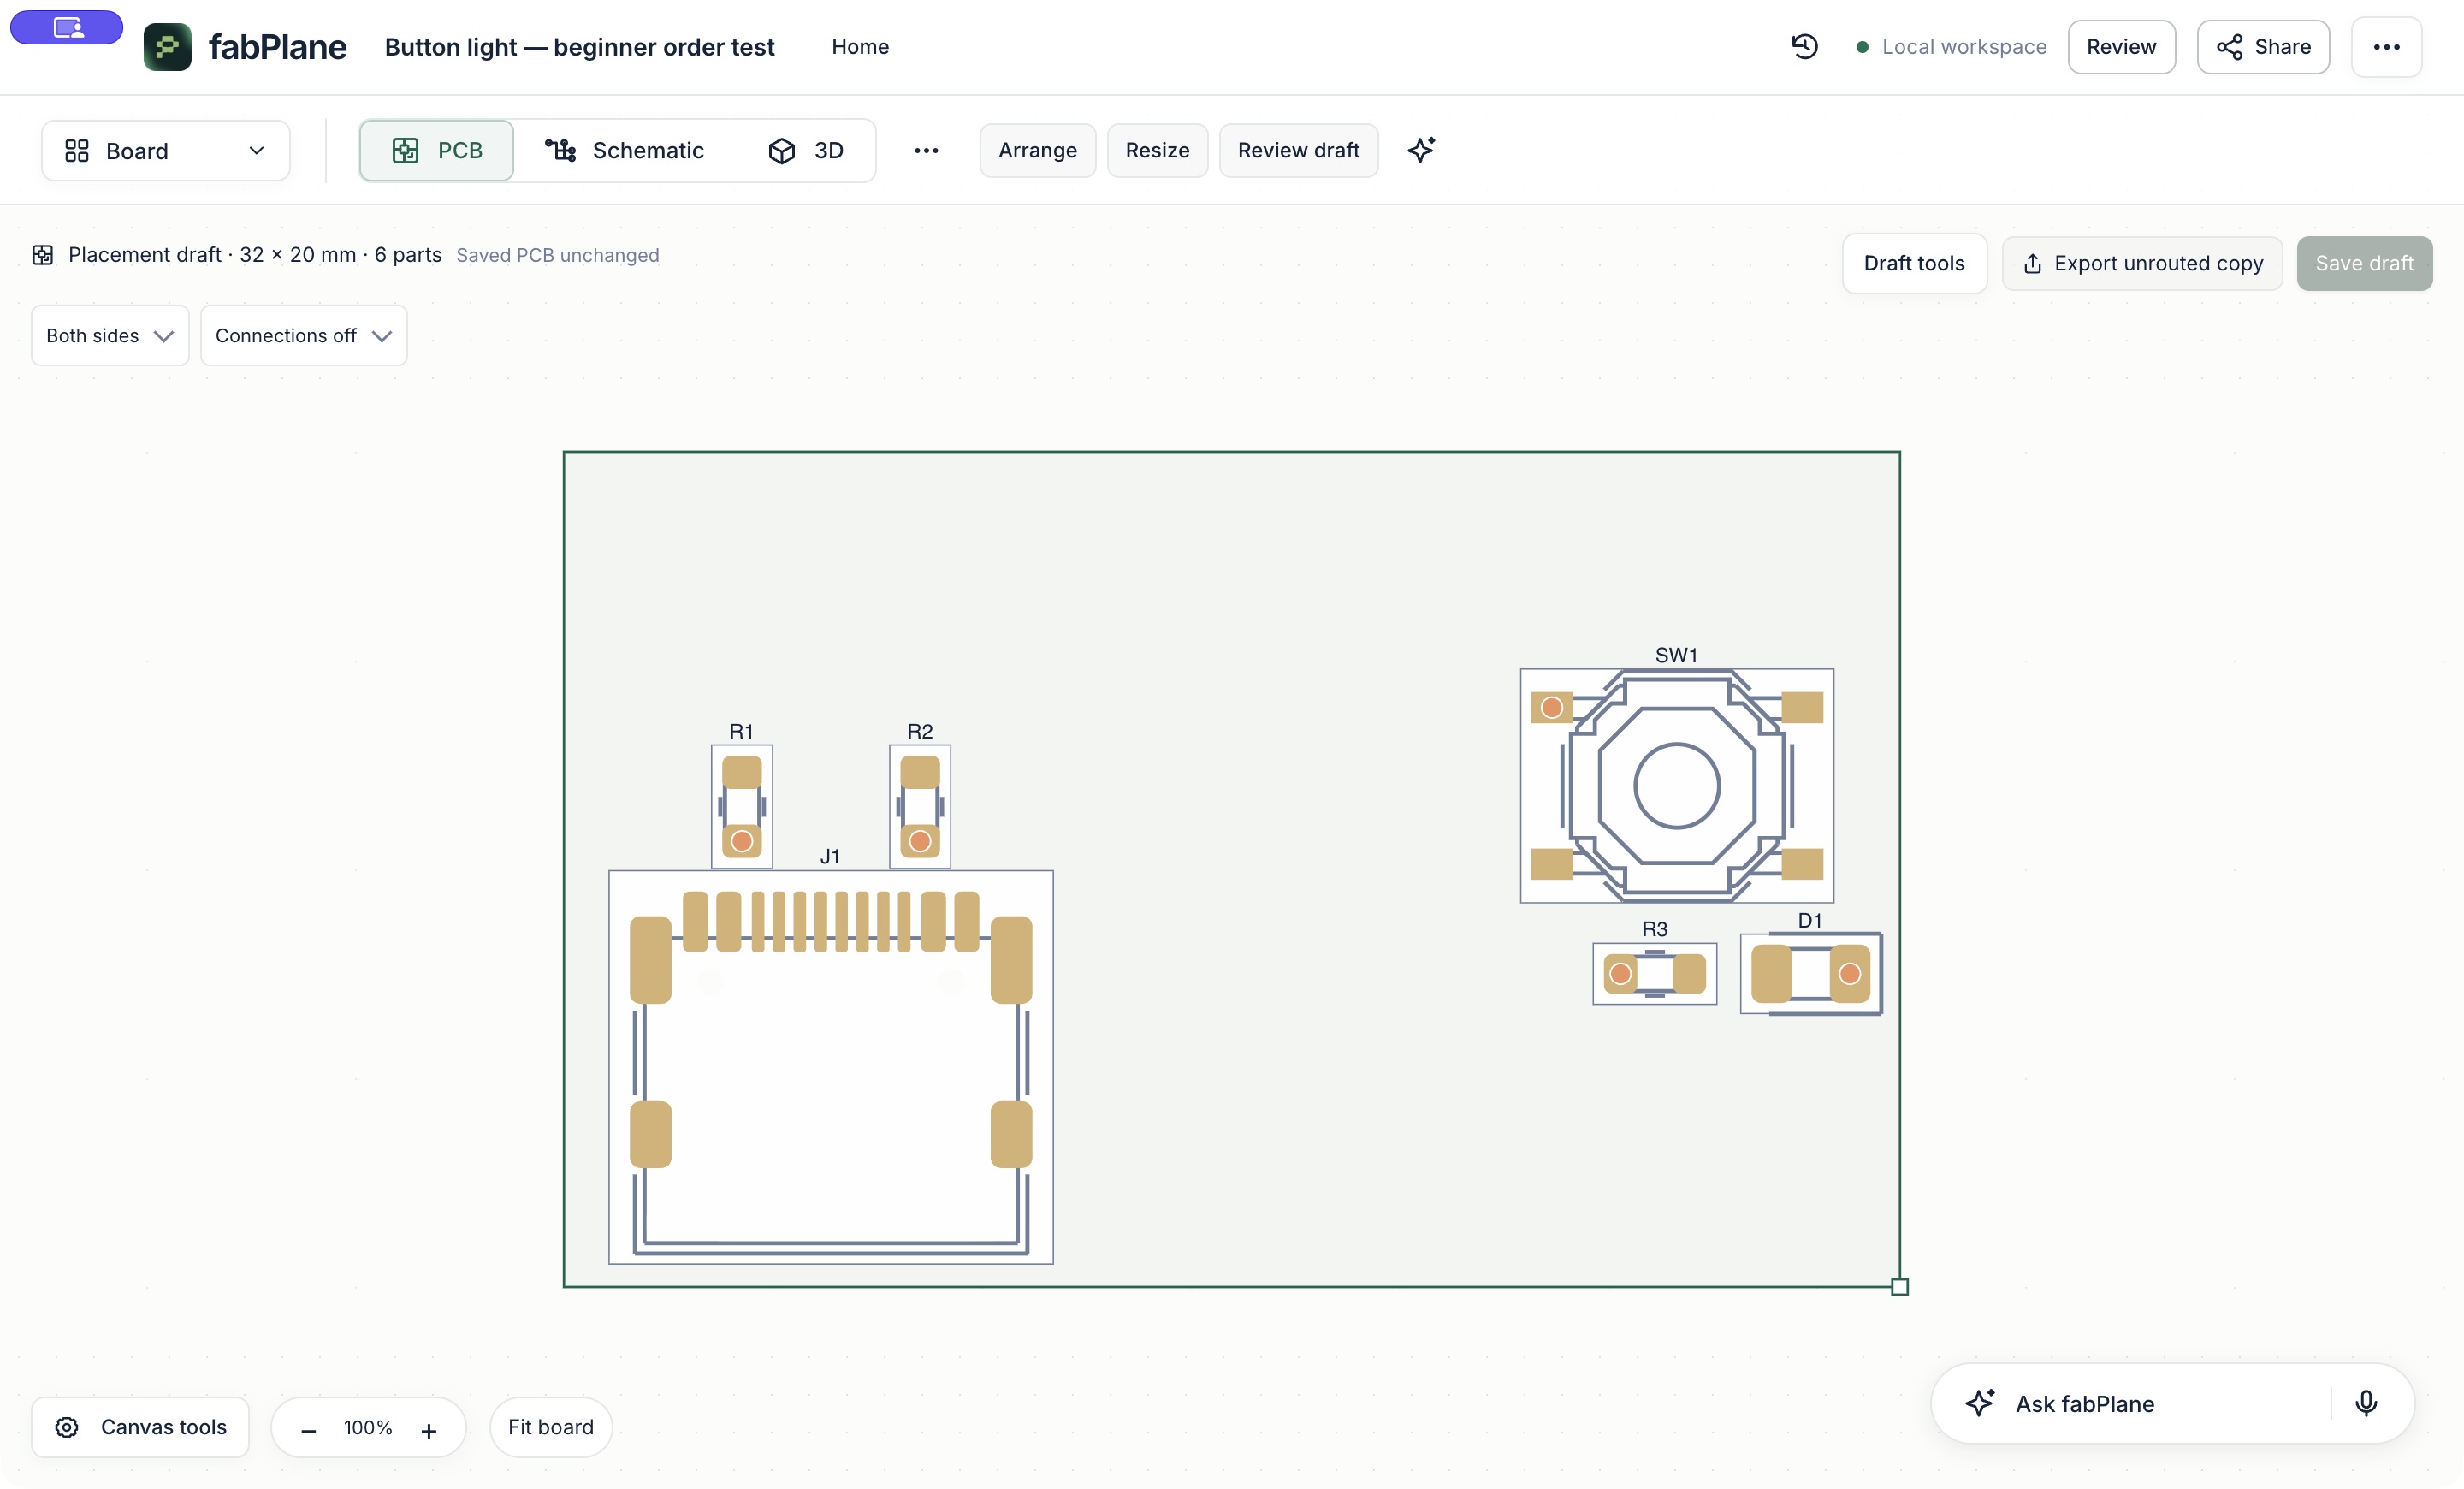 fabPlane
Button light — beginner order test
Home
Local workspace
Review
Share
Board
PCB
Schematic
3D
Arrange
Resize
Review draft
Placement draft · 32 × 20 mm · 6 parts
Saved PCB unchanged
Draft tools
Export unrouted copy
Save draft
Both sides
Connections off
SW1
R1
R2
J1
D1
R3
Canvas tools
100%
Fit board
Ask fabPlane